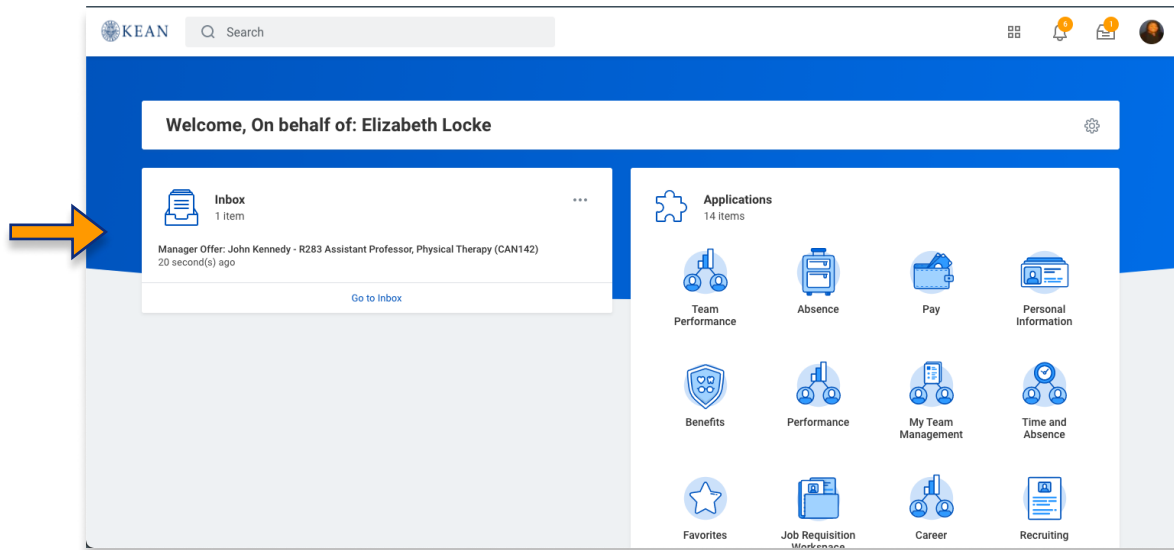 KEAN
Search
6
1
Welcome, On behalf of: Elizabeth Locke
Inbox
1 item
Manager Offer: John Kennedy - R283 Assistant Professor, Physical Therapy (CAN142)
20 second(s) ago
Go to Inbox
Applications
14 items
Team
Performance
Absence
Pay
Personal
Information
Benefits
Performance
My Team
Management
Time and
Absence
Favorites
Job Requisition
Workspace
Career
Recruiting